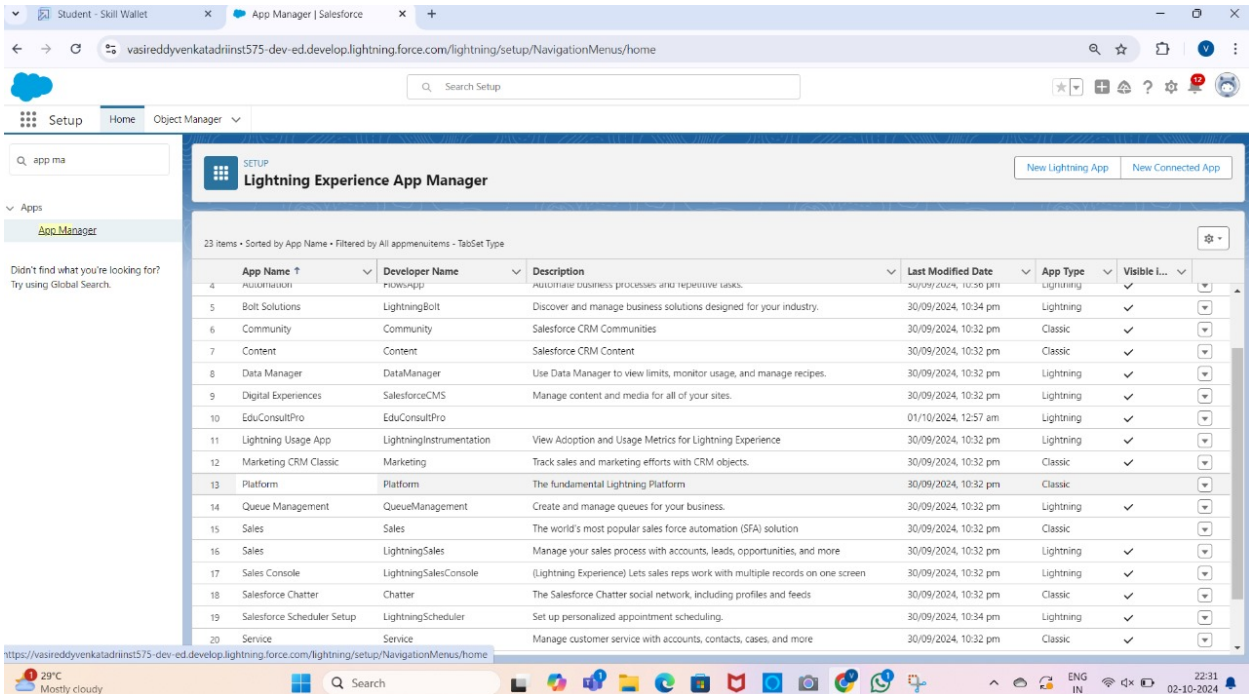 Student - Skill Wallet
App Manager | Salesforce
vasireddyvenkatadriinst575-dev-ed.develop.lightning.force.com/lightning/setup/NavigationMenus/home
V
Search Setup
12
Setup Home Object Manager
app ma
SETUP
Lightning Experience App Manager
New Lightning App New Connected App
Apps
App Manager
Didn't find what you're looking for?
Try using Global Search.
23 items • Sorted by App Name • Filtered by All appmenuitems - TabSet Type
App Name ↑ Developer Name Description Last Modified Date App Type Visible i...
4 Automation FlowsApp Automate business processes and repetitive tasks. 30/09/2024, 10:36 pm Lightning
5 Bolt Solutions LightningBolt Discover and manage business solutions designed for your industry. 30/09/2024, 10:34 pm Lightning
6 Community Community Salesforce CRM Communities 30/09/2024, 10:32 pm Classic
7 Content Content Salesforce CRM Content 30/09/2024, 10:32 pm Classic
8 Data Manager DataManager Use Data Manager to view limits, monitor usage, and manage recipes. 30/09/2024, 10:32 pm Lightning
9 Digital Experiences SalesforceCMS Manage content and media for all of your sites. 30/09/2024, 10:32 pm Lightning
10 EduConsultPro EduConsultPro 01/10/2024, 12:57 am Lightning
11 Lightning Usage App LightningInstrumentation View Adoption and Usage Metrics for Lightning Experience 30/09/2024, 10:32 pm Lightning
12 Marketing CRM Classic Marketing Track sales and marketing efforts with CRM objects. 30/09/2024, 10:32 pm Classic
13 Platform Platform The fundamental Lightning Platform 30/09/2024, 10:32 pm Classic
14 Queue Management QueueManagement Create and manage queues for your business. 30/09/2024, 10:32 pm Lightning
15 Sales Sales The world's most popular sales force automation (SFA) solution 30/09/2024, 10:32 pm Classic
16 Sales LightningSales Manage your sales process with accounts, leads, opportunities, and more 30/09/2024, 10:32 pm Lightning
17 Sales Console LightningSalesConsole (Lightning Experience) Lets sales reps work with multiple records on one screen 30/09/2024, 10:32 pm Lightning
18 Salesforce Chatter Chatter The Salesforce Chatter social network, including profiles and feeds 30/09/2024, 10:32 pm Classic
19 Salesforce Scheduler Setup LightningScheduler Set up personalized appointment scheduling. 30/09/2024, 10:34 pm Lightning
20 Service Service Manage customer service with accounts, contacts, cases, and more 30/09/2024, 10:32 pm Classic
https://vasireddyvenkatadriinst575-dev-ed.develop.lightning.force.com/lightning/setup/NavigationMenus/home
1 29°C
Mostly cloudy
Search
ENG
IN
22:31
02-10-2024